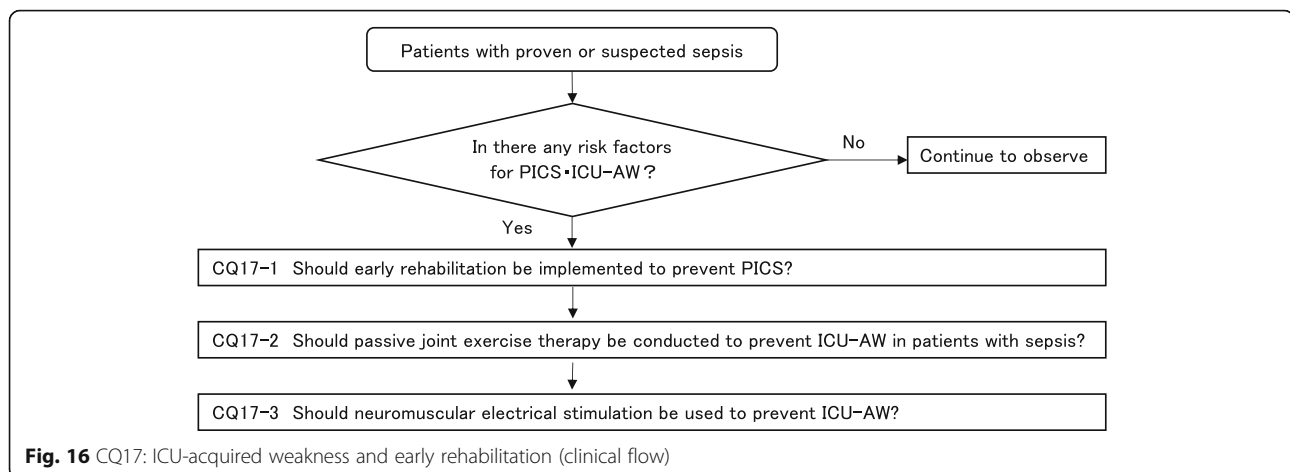 Patients with proven or suspected sepsis
In there any risk factors
for PICS・ICU-AW?
No
Continue to observe
Yes
CQ17-1 Should early rehabilitation be implemented to prevent PICS?
CQ17-2 Should passive joint exercise therapy be conducted to prevent ICU-AW in patients with sepsis?
CQ17-3 Should neuromuscular electrical stimulation be used to prevent ICU-AW?
Fig. 16 CQ17: ICU-acquired weakness and early rehabilitation (clinical flow)